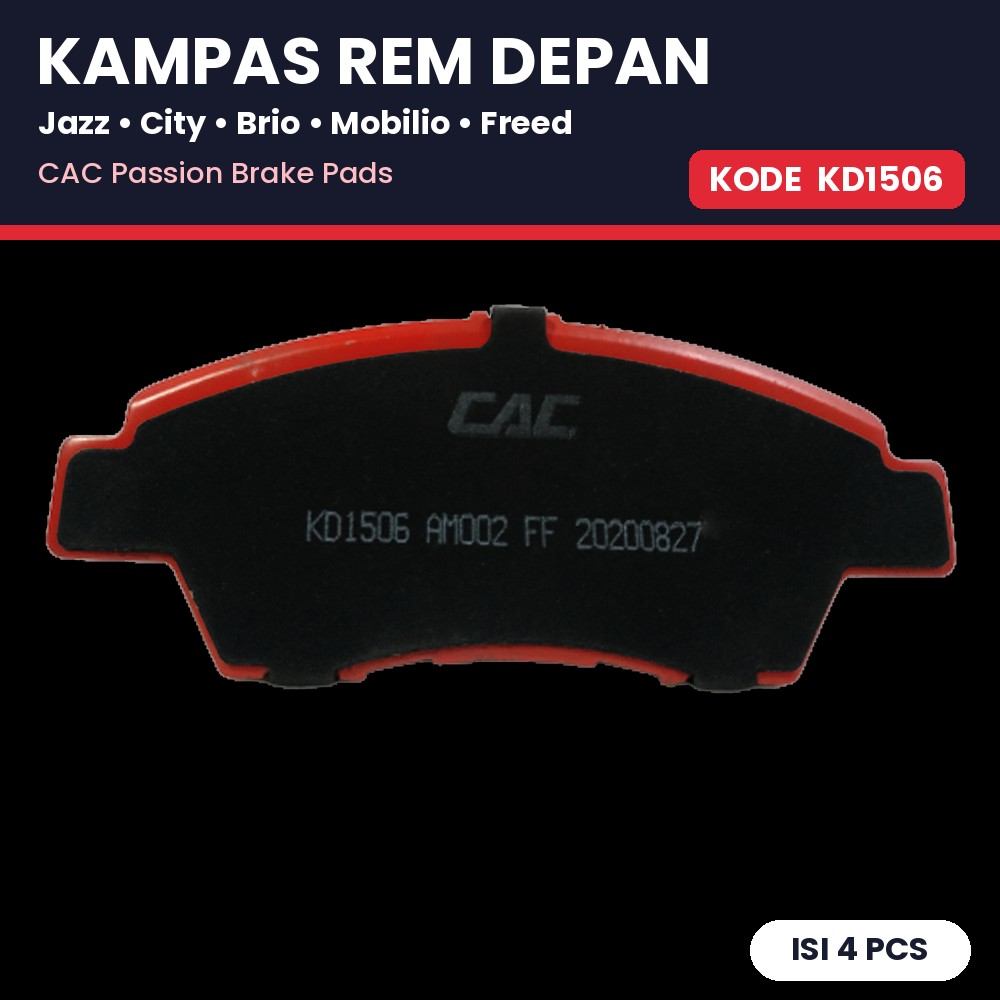 KAMPAS REM DEPAN
Jazz • City • Brio • Mobilio • Freed
CAC Passion Brake Pads
KODE KD1506
CAC
KD1506 AM002 FF 20200827
ISI 4 PCS